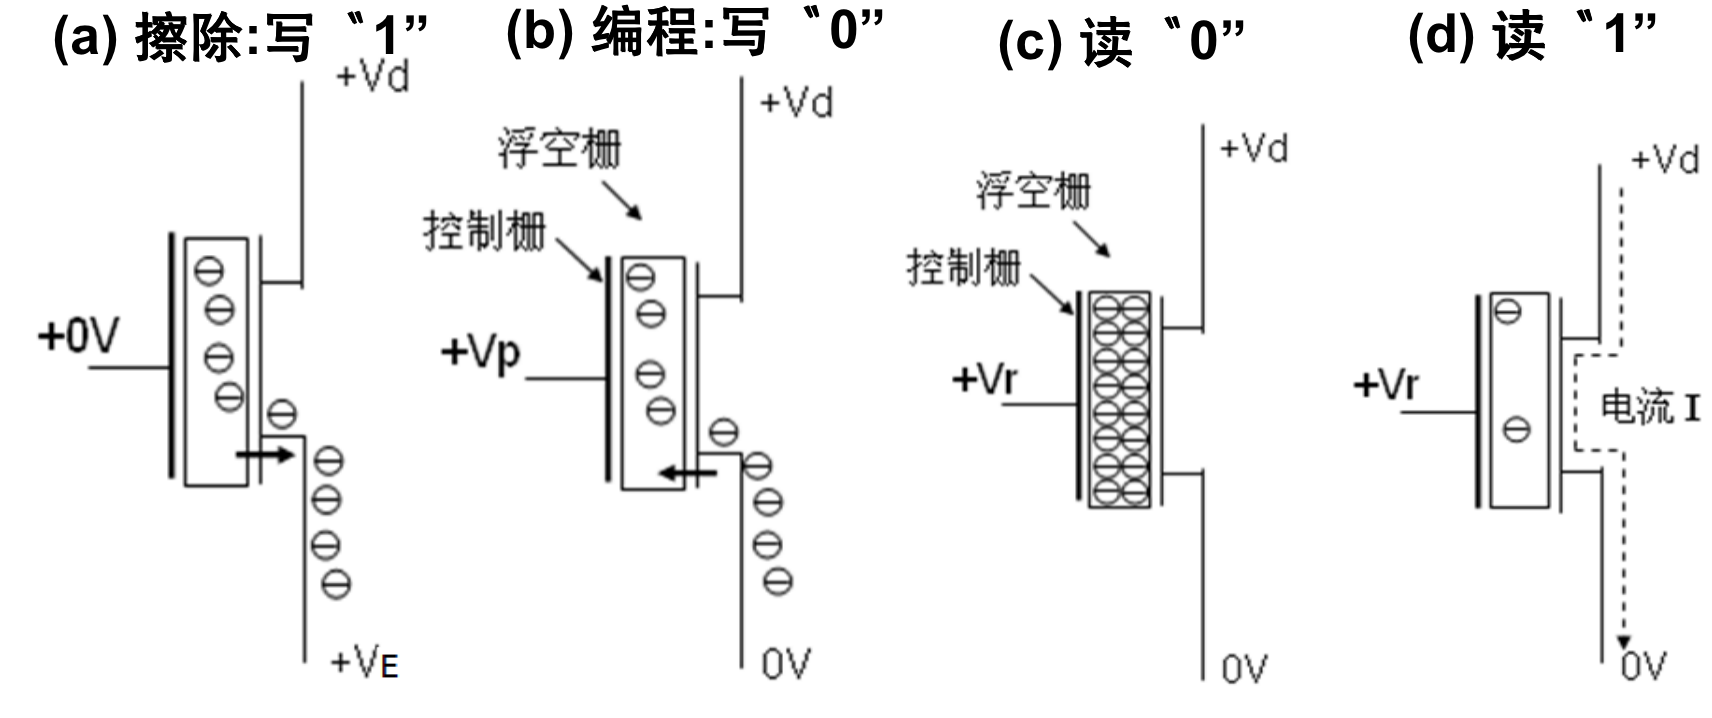 (a) 擦除:写〝1”
+Vd
+0V
+VE
(b) 编程:写〝0”
+Vd
浮空栅
控制栅
+Vp
0V
(c) 读〝0”
+Vd
浮空栅
控制栅
+Vr
0V
(d) 读〝1”
+Vd
+Vr
电流 I
0V